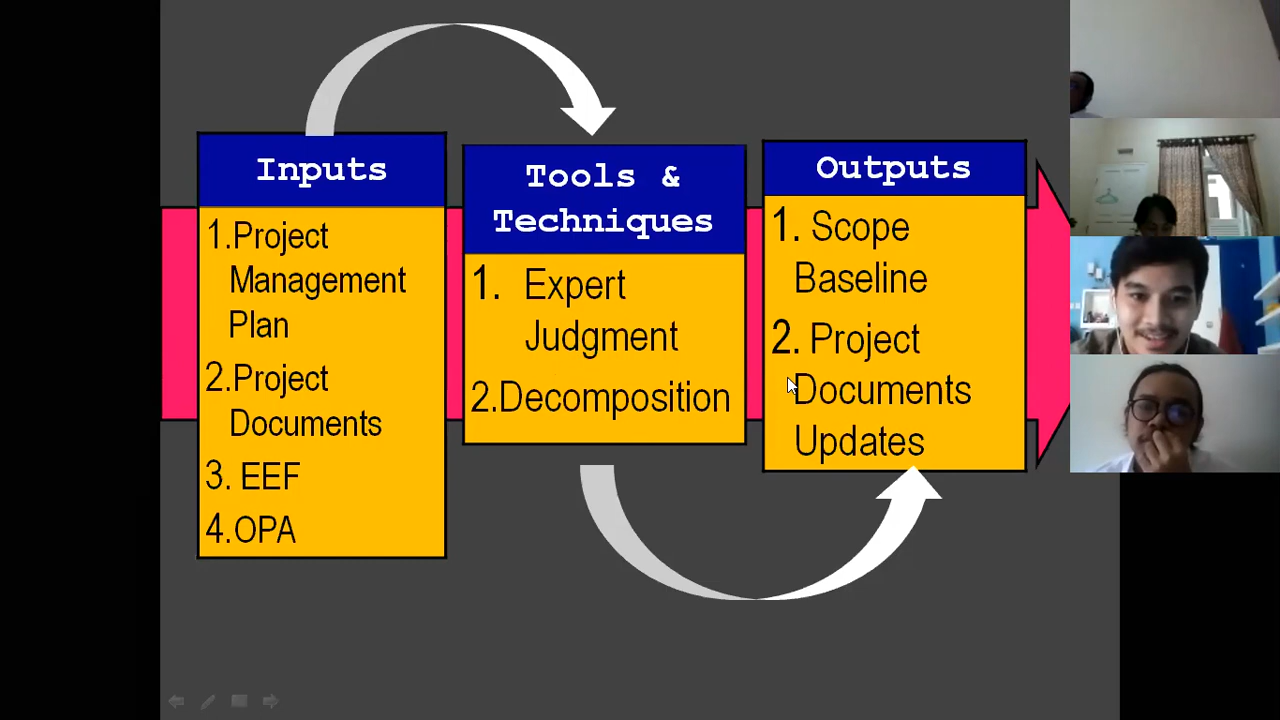 Inputs
1.Project
Management
Plan
2.Project
Documents
3. EEF
4.OPA
Tools &
Techniques
1. Expert
Judgment
2.Decomposition
Outputs
1. Scope
Baseline
2. Project
Documents
Updates